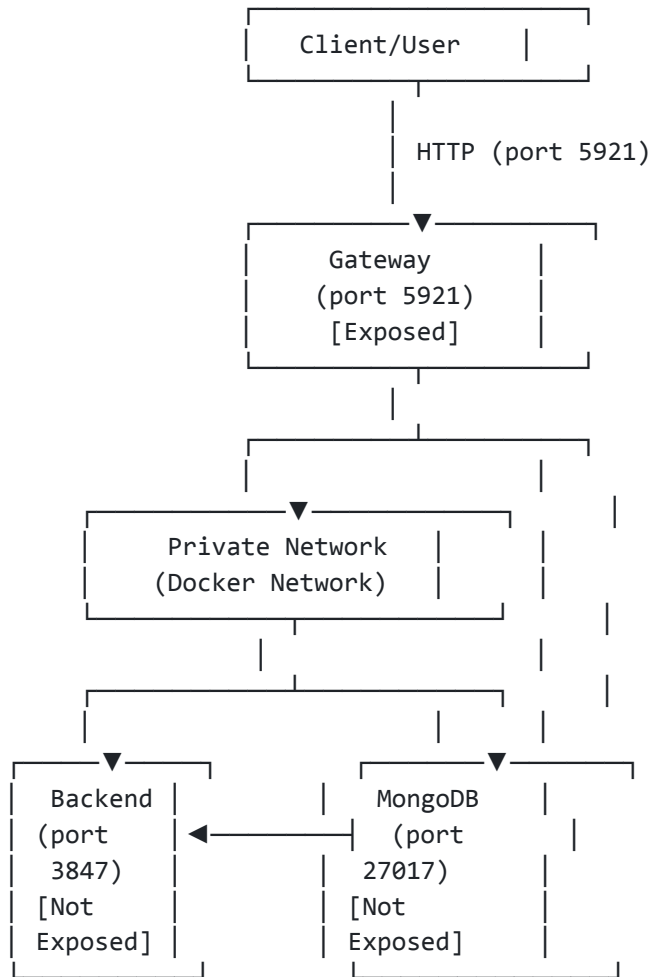 Client/User
HTTP (port 5921)
Gateway
(port 5921)
[Exposed]
Private Network
(Docker Network)
Backend
(port
3847)
[Not
Exposed]
MongoDB
(port
27017)
[Not
Exposed]